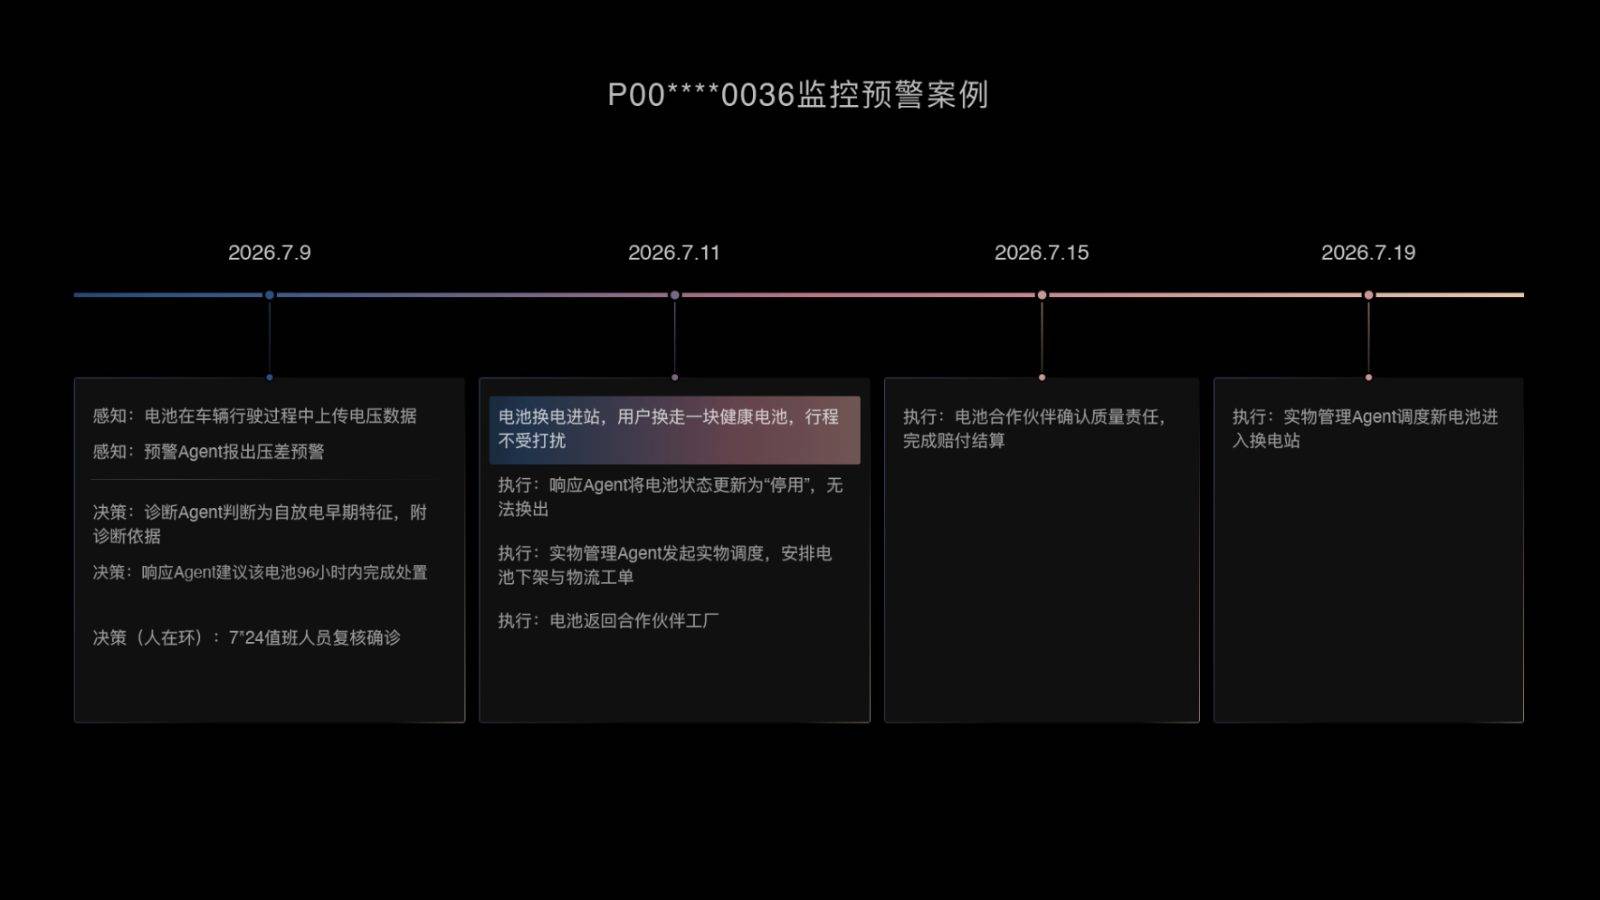 P00****0036监控预警案例
2026.7.9
2026.7.11
2026.7.15
2026.7.19
感知：电池在车辆行驶过程中上传电压数据
感知：预警Agent报出压差预警
决策：诊断Agent判断为自放电早期特征，附
诊断依据
决策：响应Agent建议该电池96小时内完成处置
决策（人在环）：7*24值班人员复核确诊
电池换电进站，用户换走一块健康电池，行程
不受打扰
执行：响应Agent将电池状态更新为“停用”，无
法换出
执行：实物管理Agent发起实物调度，安排电
池下架与物流工单
执行：电池返回合作伙伴工厂
执行：电池合作伙伴确认质量责任，
完成赔付结算
执行：实物管理Agent调度新电池进
入换电站